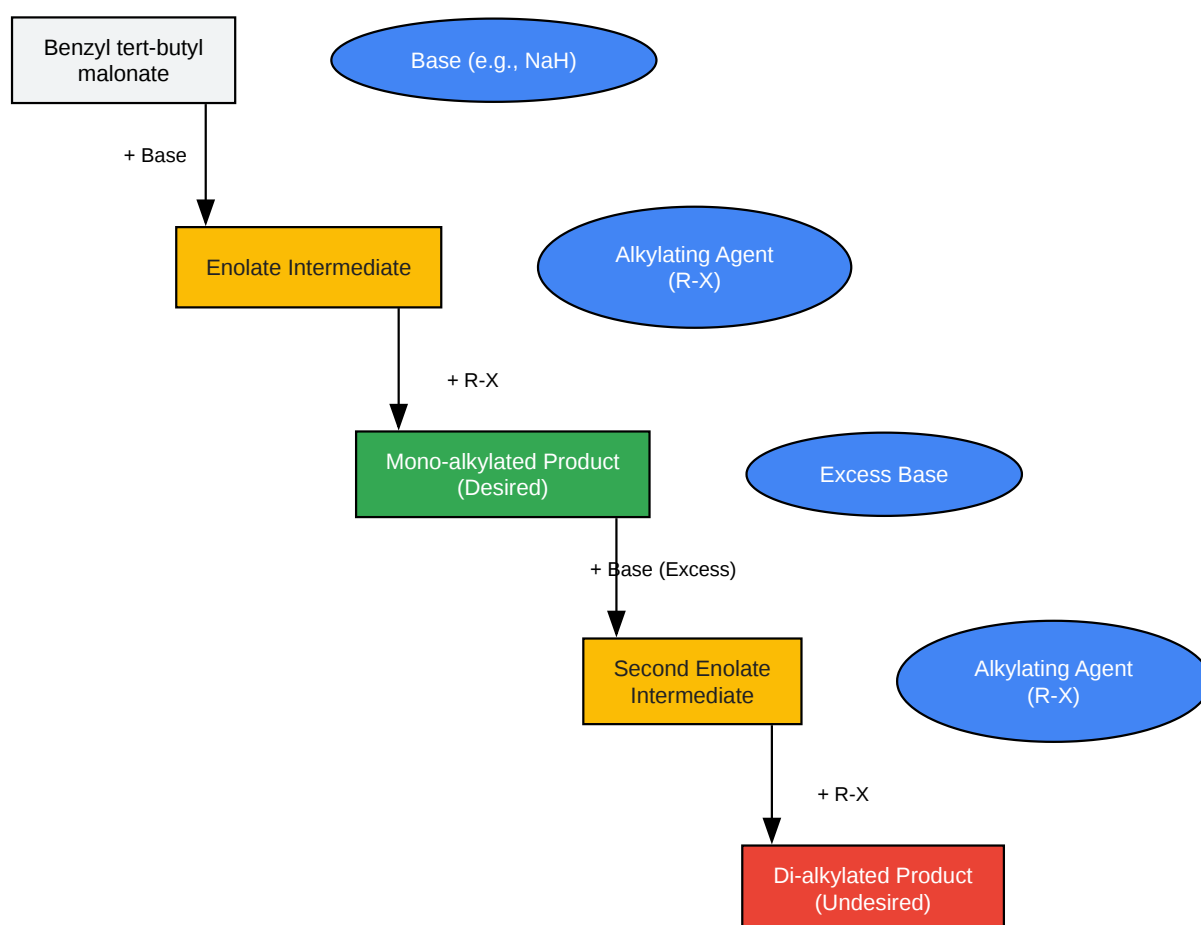 Benzyl tert-butyl
malonate
Base (e.g., NaH)
+ Base
Enolate Intermediate
Alkylating Agent
(R-X)
+ R-X
Mono-alkylated Product
(Desired)
Excess Base
+ Base (Excess)
Second Enolate
Intermediate
Alkylating Agent
(R-X)
+ R-X
Di-alkylated Product
(Undesired)